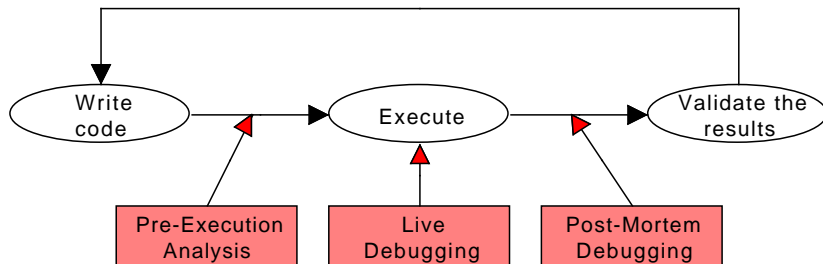 Write
code
Execute
Validate the
results
Pre-Execution
Analysis
Live
Debugging
Post-Mortem
Debugging